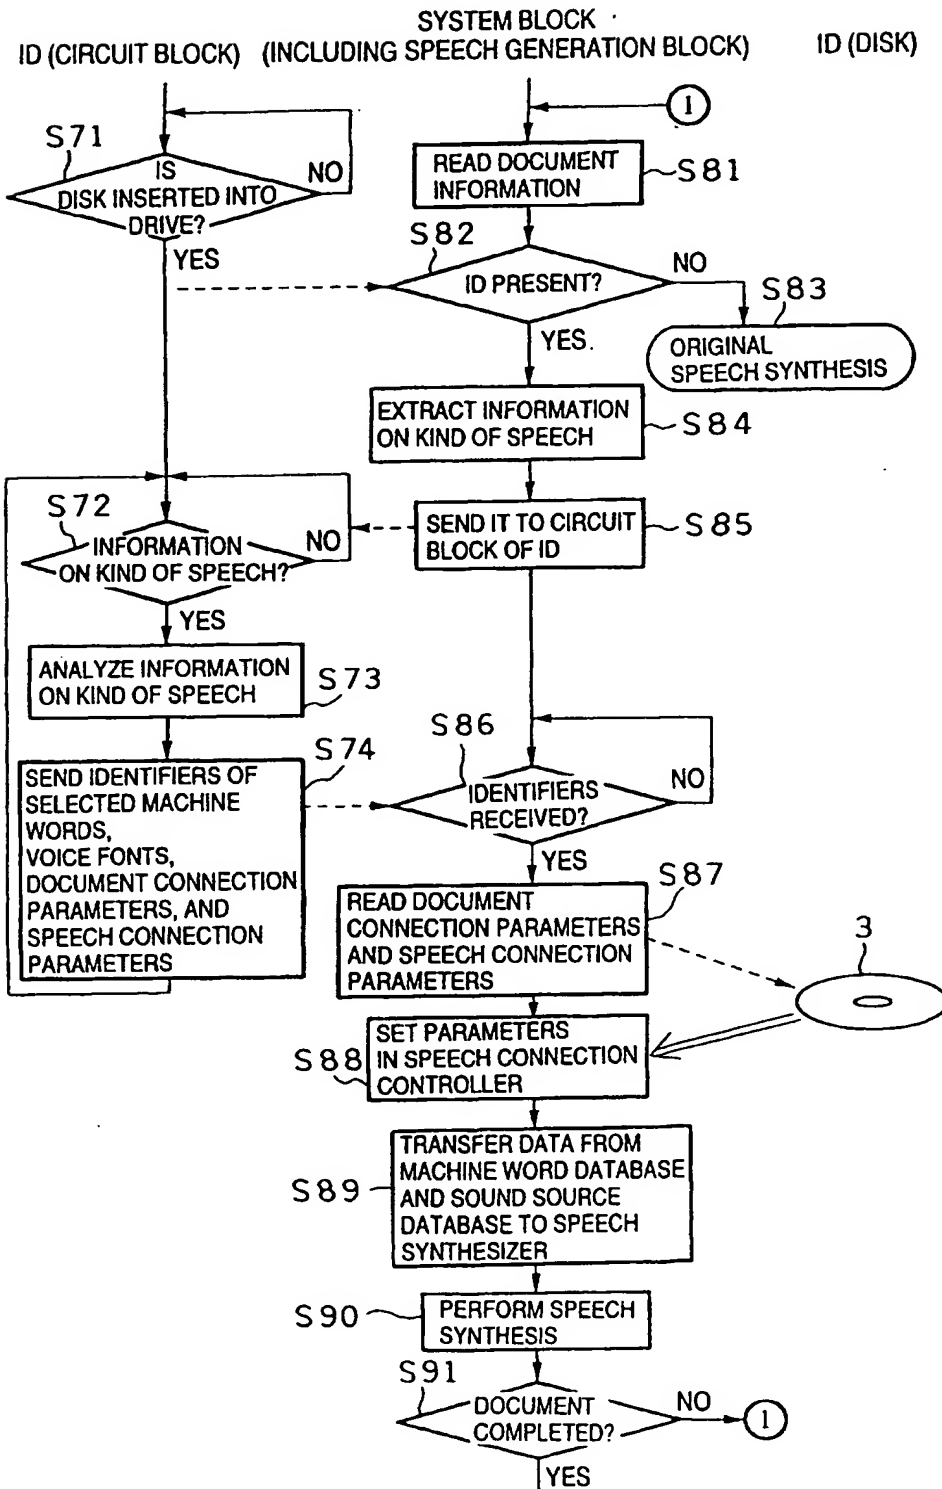 SYSTEM BLOCK
ID (CIRCUIT BLOCK) (INCLUDING SPEECH GENERATION BLOCK) ID (DISK)
1
S71
IS
DISK INSERTED INTO
DRIVE?
NO
YES
READ DOCUMENT
INFORMATION
S81
S82
ID PRESENT?
NO
YES.
S83
ORIGINAL
SPEECH SYNTHESIS
EXTRACT INFORMATION
ON KIND OF SPEECH
S84
S72
INFORMATION
ON KIND OF SPEECH?
NO
YES
SEND IT TO CIRCUIT
BLOCK OF ID
S85
ANALYZE INFORMATION
ON KIND OF SPEECH
S73
S74
SEND IDENTIFIERS OF
SELECTED MACHINE
WORDS,
VOICE FONTS,
DOCUMENT CONNECTION
PARAMETERS, AND
SPEECH CONNECTION
PARAMETERS
S86
IDENTIFIERS
RECEIVED?
NO
YES
S87
READ DOCUMENT
CONNECTION PARAMETERS
AND SPEECH CONNECTION
PARAMETERS
3
S88
SET PARAMETERS
IN SPEECH CONNECTION
CONTROLLER
S89
TRANSFER DATA FROM
MACHINE WORD DATABASE
AND SOUND SOURCE
DATABASE TO SPEECH
SYNTHESIZER
S90
PERFORM SPEECH
SYNTHESIS
S91
DOCUMENT
COMPLETED?
NO
1
YES